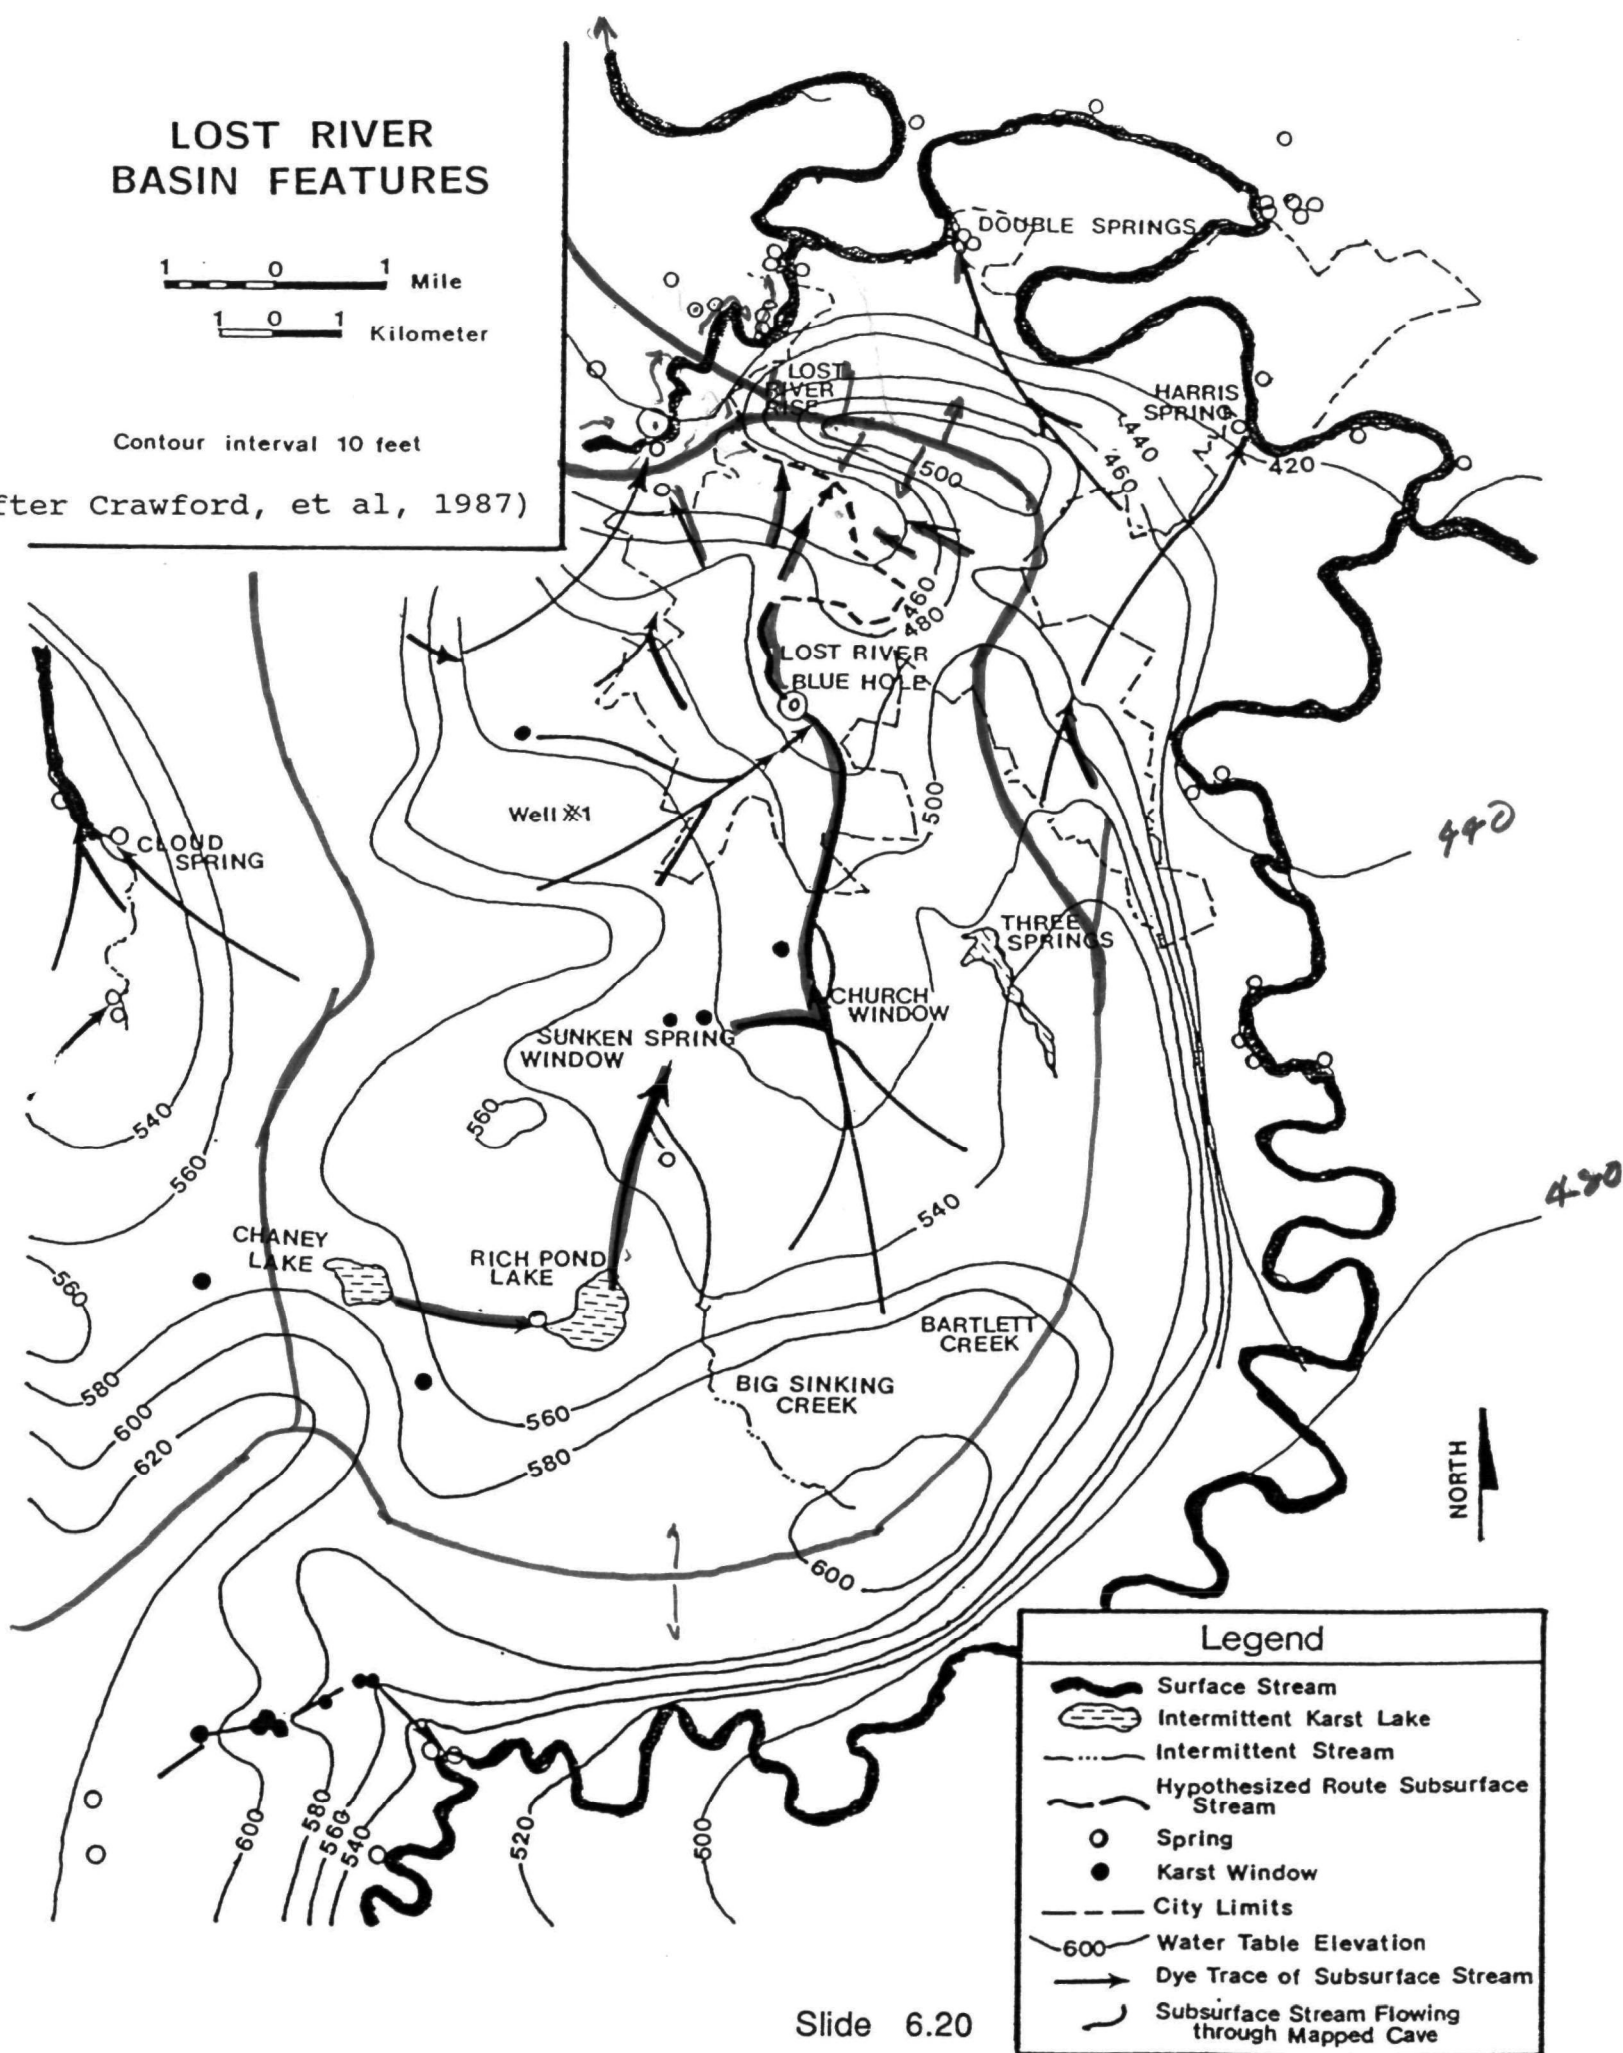 LOST RIVER
BASIN FEATURES
1 0 1 Mile
1 0 1 Kilometer
Contour interval 10 feet
fter Crawford, et al, 1987)
DOUBLE SPRINGS
LOST
RIVER
RISE
HARRIS
SPRING
440
460
420
500
460
480
LOST RIVER
BLUE HOLE
Well #1
500
440
CLOUD
SPRING
THREE
SPRINGS
CHURCH
WINDOW
SUNKEN SPRING
WINDOW
560
540
560
540
480
CHANEY
LAKE
RICH POND
LAKE
560
BARTLETT
CREEK
BIG SINKING
CREEK
580
600
620
560
580
NORTH
600
600
580
560
540
520
500
Legend
Surface Stream
Intermittent Karst Lake
Intermittent Stream
Hypothesized Route Subsurface
Stream
Spring
Karst Window
City Limits
600 Water Table Elevation
Dye Trace of Subsurface Stream
Subsurface Stream Flowing
through Mapped Cave
Slide 6.20